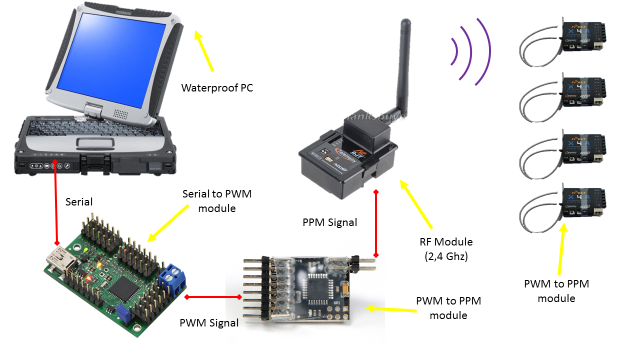 Waterproof PC
Serial
Serial to PWM
module
PPM Signal
RF Module
(2,4 Ghz)
PWM to PPM
module
PWM Signal
PWM to PPM
module